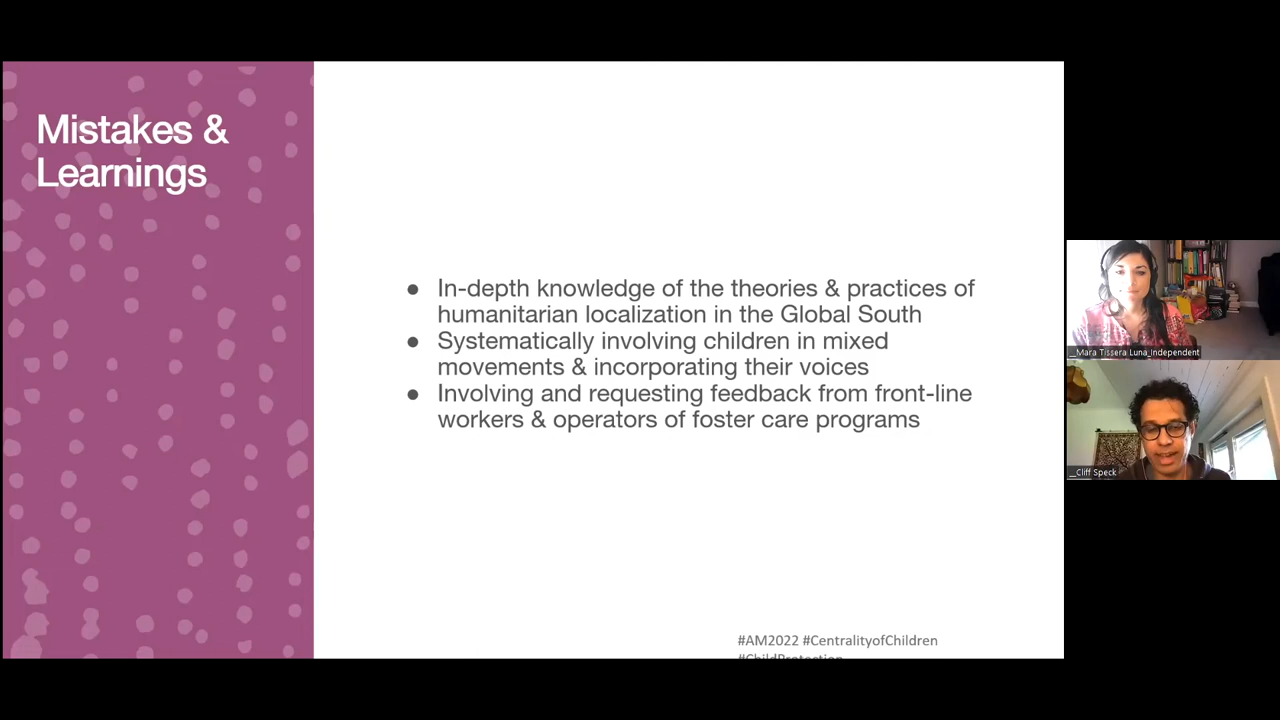 Mistakes &
Learnings
● In-depth knowledge of the theories & practices of
humanitarian localization in the Global South
● Systematically involving children in mixed
movements & incorporating their voices
● Involving and requesting feedback from front-line
workers & operators of foster care programs
#AM2022 #CentralityofChildren
#ChildProtection
__Mara Tissera Luna_Independent
__Cliff Speck